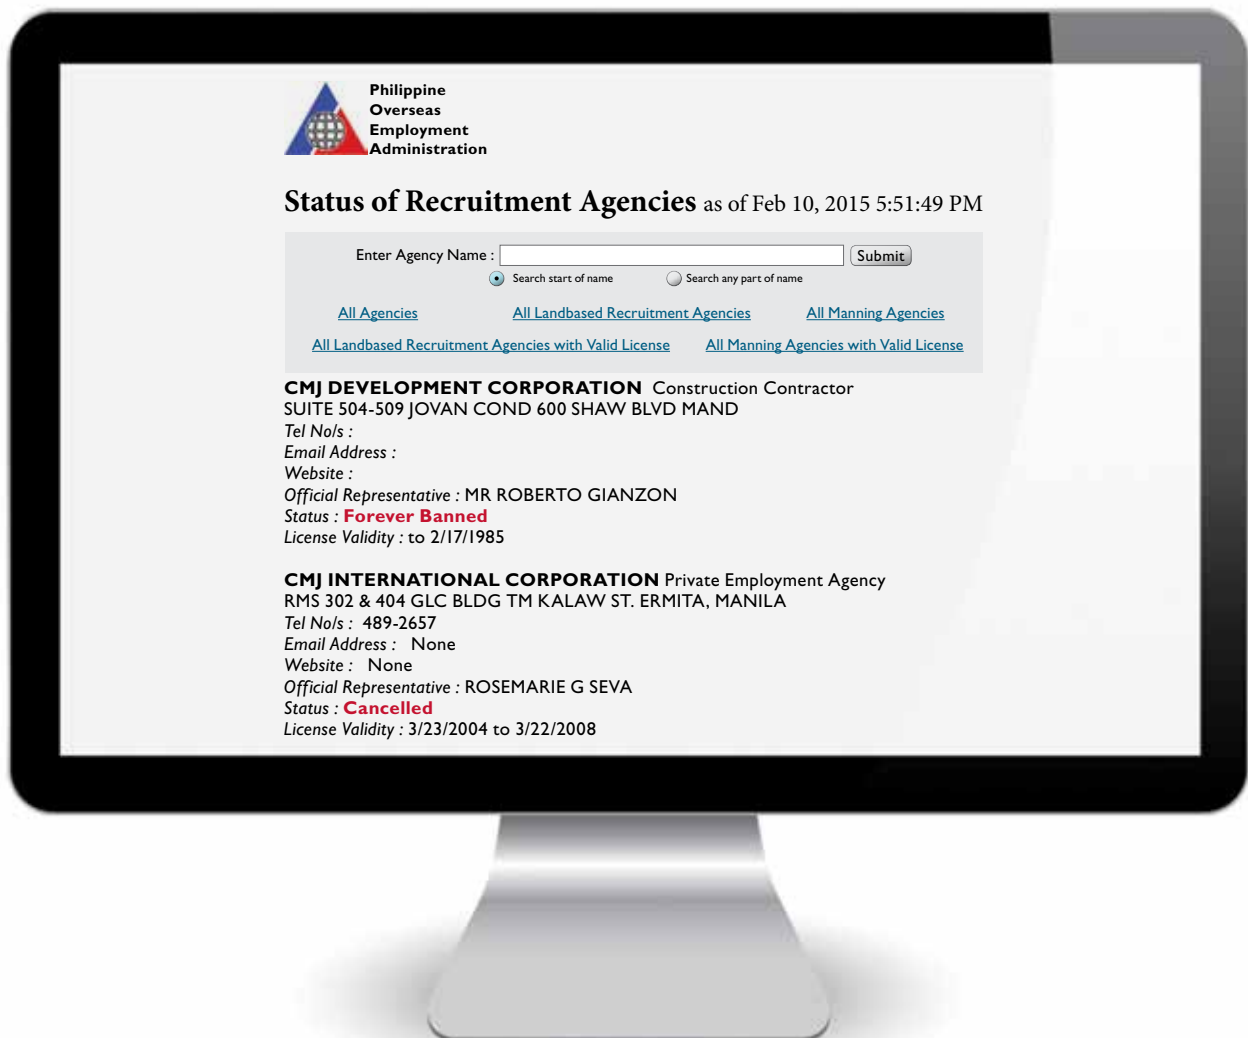 Philippine
Overseas
Employment
Administration
Status of Recruitment Agencies as of Feb 10, 2015 5:51:49 PM
Enter Agency Name : Submit
Search start of name Search any part of name
All Agencies All Landbased Recruitment Agencies All Manning Agencies
All Landbased Recruitment Agencies with Valid License All Manning Agencies with Valid License
CMJ DEVELOPMENT CORPORATION Construction Contractor
SUITE 504-509 JOVAN COND 600 SHAW BLVD MAND
Tel No/s :
Email Address :
Website :
Official Representative : MR ROBERTO GIANZON
Status : Forever Banned
License Validity : to 2/17/1985
CMJ INTERNATIONAL CORPORATION Private Employment Agency
RMS 302 & 404 GLC BLDG TM KALAW ST. ERMITA, MANILA
Tel No/s : 489-2657
Email Address : None
Website : None
Official Representative : ROSEMARIE G SEVA
Status : Cancelled
License Validity : 3/23/2004 to 3/22/2008